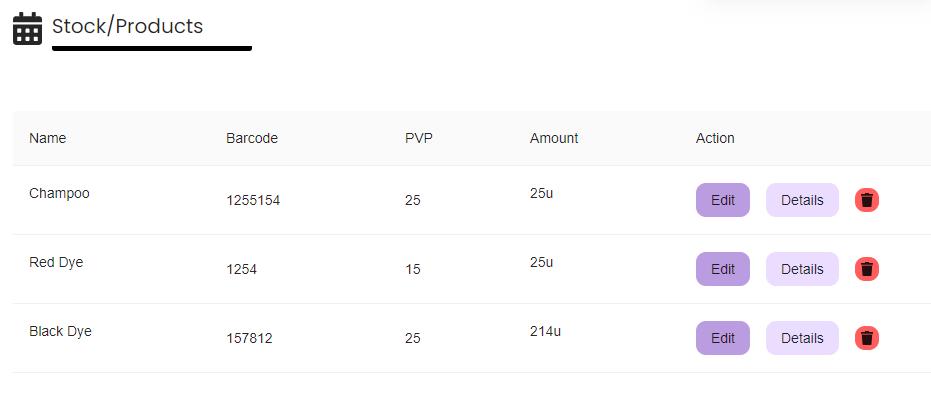 Stock/Products
Name Barcode PVP Amount Action
Champoo 1255154 25 25u Edit Details
Red Dye 1254 15 25u Edit Details
Black Dye 157812 25 214u Edit Details